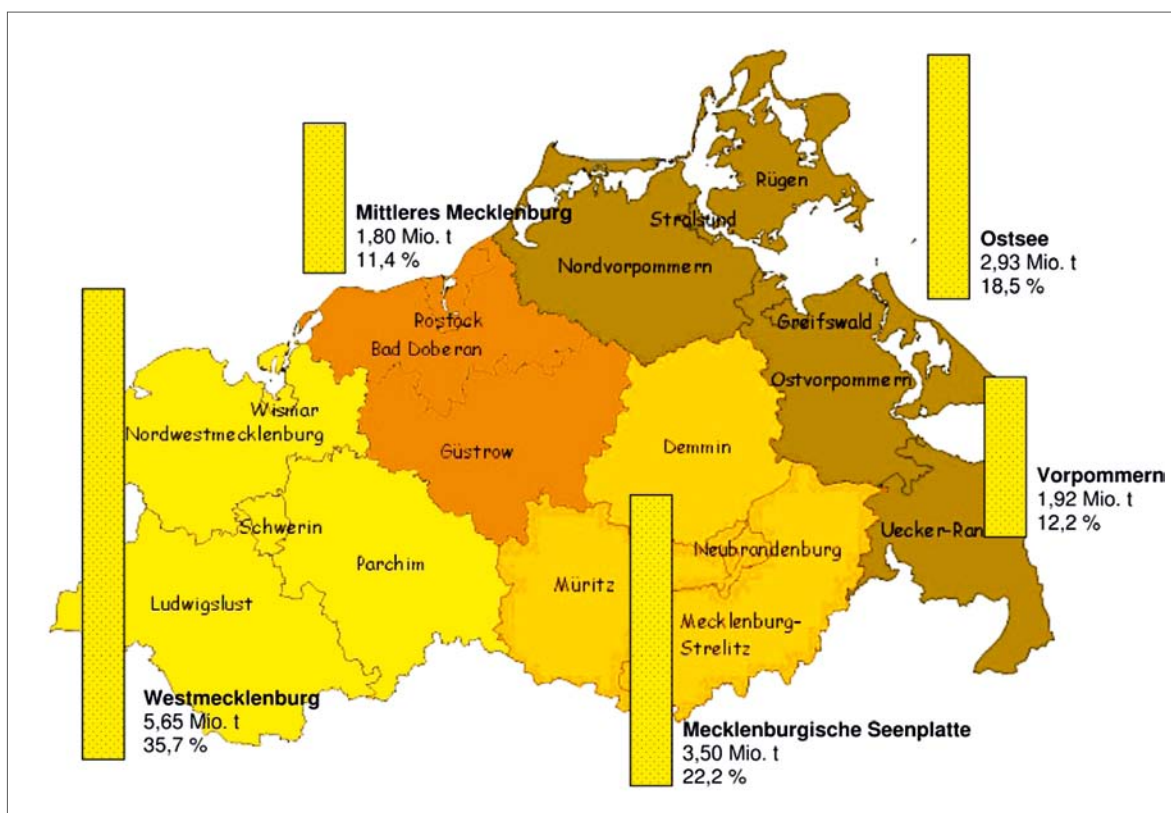 Rügen
Stralsund
Nordvorpommern
Mittleres Mecklenburg
1,80 Mio. t
11,4 %
Ostsee
2,93 Mio. t
18,5 %
Rostock
Bad Doberan
Greifswald
Ostvorpommern
Wismar
Nordwestmecklenburg
Güstrow
Demmin
Vorpommern
1,92 Mio. t
12,2 %
Schwerin
Parchim
Neubrandenburg
Uecker-Ran
Müritz
Ludwigslust
Mecklenburg-
Strelitz
Westmecklenburg
5,65 Mio. t
35,7 %
Mecklenburgische Seenplatte
3,50 Mio. t
22,2 %